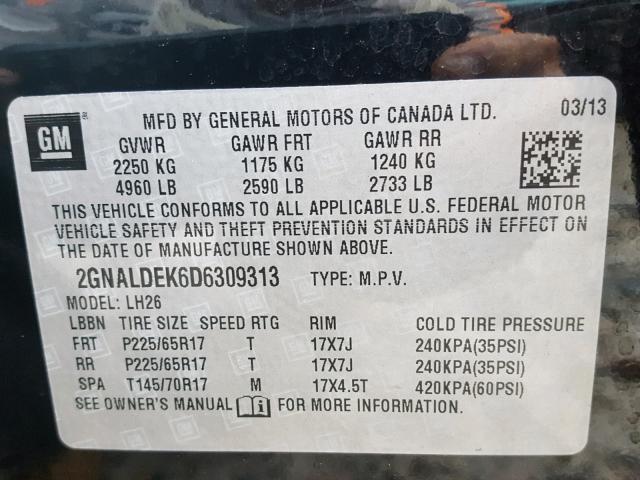 GM ® MFD BY GENERAL MOTORS OF CANADA LTD. 03/13
GVWR GAWR FRT GAWR RR
2250 KG 1175 KG 1240 KG
4960 LB 2590 LB 2733 LB
THIS VEHICLE CONFORMS TO ALL APPLICABLE U.S. FEDERAL MOTOR
VEHICLE SAFETY AND THEFT PREVENTION STANDARDS IN EFFECT ON
THE DATE OF MANUFACTURE SHOWN ABOVE.
2GNALDEK6D6309313 TYPE: M.P.V.
MODEL: LH26
LBBN TIRE SIZE SPEED RTG RIM COLD TIRE PRESSURE
FRT P225/65R17 T 17X7J 240KPA(35PSI)
RR P225/65R17 T 17X7J 240KPA(35PSI)
SPA T145/70R17 M 17X4.5T 420KPA(60PSI)
SEE OWNER'S MANUAL i FOR MORE INFORMATION.